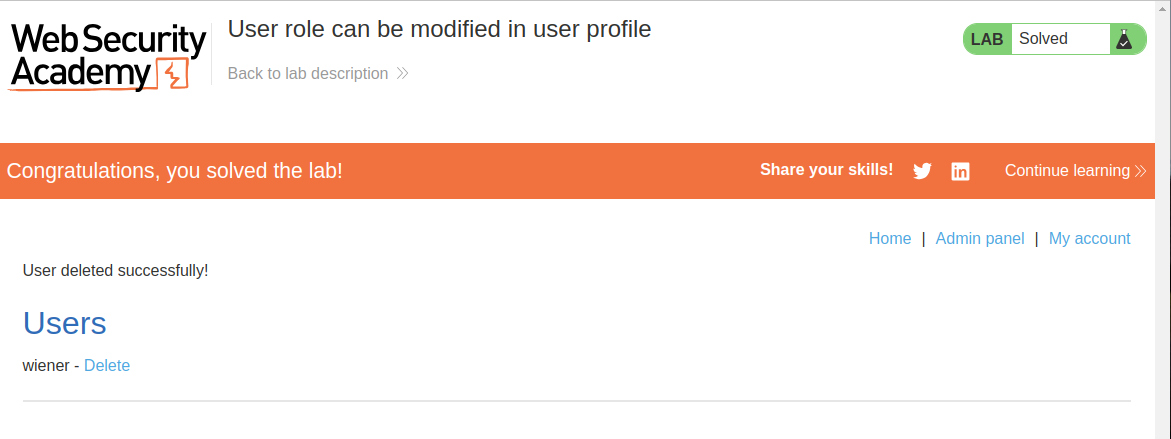 Web Security
Academy
User role can be modified in user profile
Back to lab description
LAB Solved
Congratulations, you solved the lab!
Share your skills!
Continue learning
Home | Admin panel | My account
User deleted successfully!
Users
wiener - Delete